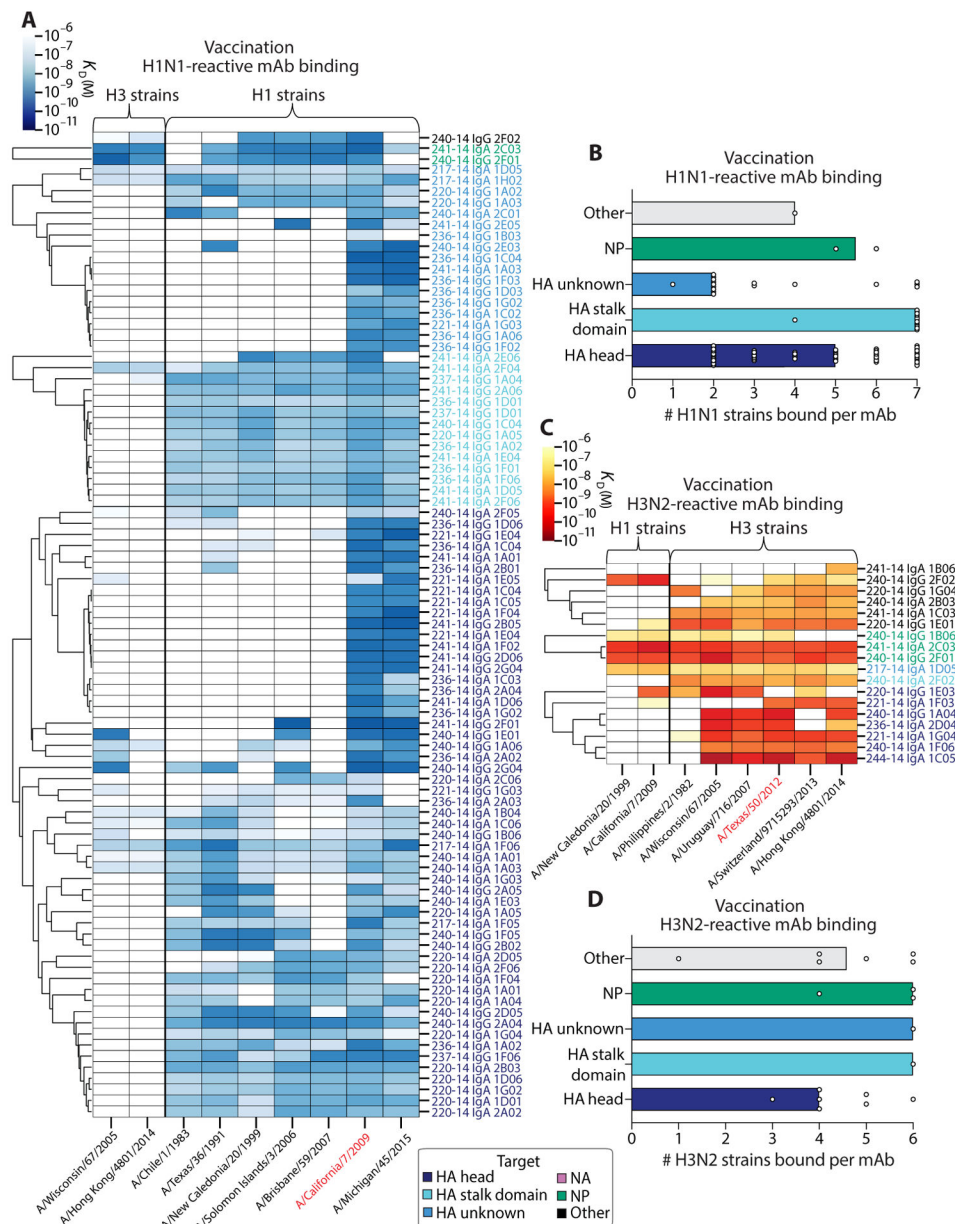 A
10⁻⁶
10⁻⁷
10⁻⁸
10⁻⁹
10⁻¹⁰
10⁻¹¹
K_D (M)
Vaccination
H1N1-reactive mAb binding
H3 strains
H1 strains
240-14 IgG 2F02
241-14 IgA 2C03
240-14 IgG 2F01
217-14 IgA 1D05
217-14 IgA 1H02
220-14 IgG 1A02
220-14 IgG 1A03
240-14 IgA 2C01
241-14 IgG 2E05
236-14 IgG 1B03
240-14 IgA 2E03
236-14 IgG 1C04
241-14 IgA 1A03
236-14 IgG 1F03
236-14 IgG 1D03
236-14 IgG 1G02
236-14 IgA 1C02
221-14 IgA 1G03
236-14 IgA 1A06
236-14 IgG 1F02
241-14 IgA 2E06
241-14 IgA 2F04
237-14 IgG 1A04
241-14 IgG 2A06
236-14 IgG 1D01
237-14 IgG 1D01
240-14 IgG 1C04
220-14 IgG 1A05
236-14 IgA 1A02
241-14 IgA 1E04
236-14 IgG 1F01
236-14 IgA 1F06
241-14 IgA 1D05
241-14 IgA 2F06
240-14 IgA 2F05
236-14 IgG 1D06
221-14 IgG 1E04
236-14 IgA 1C04
241-14 IgA 1A01
236-14 IgA 2B01
221-14 IgA 1E05
221-14 IgA 1C04
221-14 IgA 1C05
221-14 IgA 1F04
241-14 IgG 2B05
221-14 IgA 1E04
241-14 IgA 1F02
241-14 IgG 2D06
241-14 IgG 2G04
236-14 IgA 1C03
236-14 IgA 2A04
241-14 IgA 1D06
236-14 IgA 1G02
241-14 IgG 2F01
240-14 IgG 1E01
240-14 IgG 1A06
236-14 IgA 2A02
240-14 IgG 2G04
220-14 IgA 2C06
221-14 IgG 1G03
236-14 IgA 2A03
240-14 IgA 1B04
240-14 IgA 1C06
220-14 IgG 1B06
217-14 IgA 1F06
240-14 IgA 1A01
240-14 IgA 1A03
240-14 IgG 1G03
240-14 IgG 2A05
240-14 IgA 1E03
220-14 IgA 1A05
217-14 IgG 1F05
240-14 IgG 1F05
240-14 IgG 2B02
220-14 IgA 2D05
220-14 IgA 2F06
220-14 IgG 1F04
220-14 IgA 1A01
220-14 IgA 1A04
240-14 IgG 2D05
240-14 IgG 2A04
220-14 IgA 1G04
236-14 IgA 1A02
237-14 IgG 1F06
220-14 IgA 2B03
220-14 IgA 1D06
220-14 IgG 1G02
220-14 IgA 1D01
220-14 IgA 2A02
A/Wisconsin/67/2005
A/Hong Kong/4801/2014
A/Chile/1/1983
A/Texas/36/1991
A/New Caledonia/20/1999
A/Solomon Islands/3/2006
A/Brisbane/59/2007
A/California/7/2009
A/Michigan/45/2015
B
Vaccination
H1N1-reactive mAb binding
Other
NP
HA unknown
HA stalk
domain
HA head
0 1 2 3 4 5 6 7
# H1N1 strains bound per mAb
C
10⁻⁶
10⁻⁷
10⁻⁸
10⁻⁹
10⁻¹⁰
10⁻¹¹
K_D (M)
Vaccination
H3N2-reactive mAb binding
H1 strains
H3 strains
241-14 IgA 1B06
240-14 IgG 2F02
220-14 IgG 1G04
240-14 IgA 2B03
241-14 IgA 1C03
220-14 IgG 1E01
240-14 IgG 1B06
241-14 IgA 2C03
240-14 IgG 2F01
217-14 IgA 1D05
240-14 IgA 2F02
220-14 IgG 1E03
221-14 IgA 1F03
240-14 IgG 1A04
236-14 IgA 2D04
221-14 IgA 1G04
240-14 IgA 1F06
244-14 IgA 1C05
A/New Caledonia/20/1999
A/California/7/2009
A/Philippines/2/1982
A/Wisconsin/67/2005
A/Uruguay/716/2007
A/Texas/50/2012
A/Switzerland/9715293/2013
A/Hong Kong/4801/2014
D
Vaccination
H3N2-reactive mAb binding
Other
NP
HA unknown
HA stalk
domain
HA head
0 1 2 3 4 5 6
# H3N2 strains bound per mAb
Target
HA head
HA stalk domain
HA unknown
NA
NP
Other